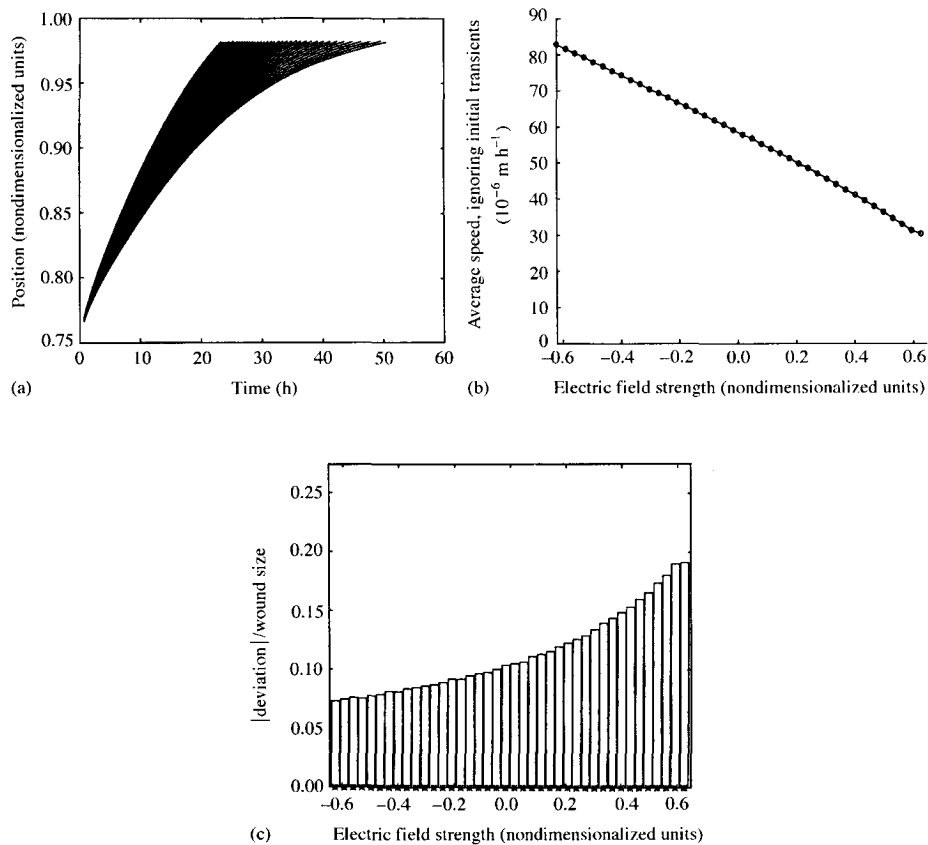 1.00
0.95
0.90
0.85
0.80
0.75
Position (nondimensionalized units)
0 10 20 30 40 50 60
(a)
Time (h)
90
80
70
60
50
40
30
20
10
0
Average speed, ignoring initial transients
(10⁻⁶ m h⁻¹)
−0.6 −0.4 −0.2 0.0 0.2 0.4 0.6
(b)
Electric field strength (nondimensionalized units)
0.25
0.20
0.15
0.10
0.05
0.00
|deviation|/wound size
−0.6 −0.4 −0.2 0.0 0.2 0.4 0.6
(c)
Electric field strength (nondimensionalized units)